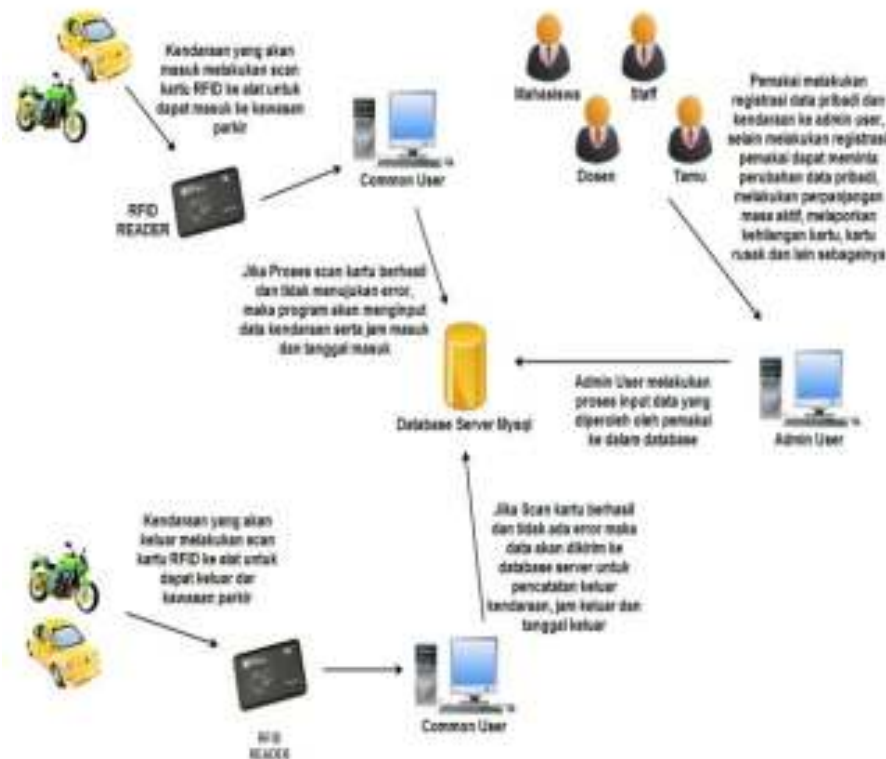 Kendaraan yang akan
masuk melakukan scan
kartu RFID ke alat untuk
dapat masuk ke kawasan
parkir
RFID
READER
Common User
Mahasiswa
Staff
Dosen
Tamu
Pemakai melakukan
registrasi data pribadi dan
kendaraan ke admin user,
selain melakukan registrasi
pemakai dapat meminta
perubahan data pribadi,
melakukan perpanjangan
masa aktif, melaporkan
kehilangan kartu, kartu
rusak dan lain sebagainya
Jika Proses scan kartu berhasil
dan tidak menujukan error,
maka program akan menginput
data kendaraan serta jam masuk
dan tanggal masuk
Database Server Mysql
Admin User melakukan
proses input data yang
diperoleh oleh pemakai
ke dalam database
Admin User
Kendaraan yang akan
keluar melakukan scan
kartu RFID ke alat untuk
dapat keluar dar
kawasan parkir
Jika Scan kartu berhasil
dan tidak ada error maka
data akan dikirim ke
database server untuk
pencatatan keluar
kendaraan, jam keluar dan
tanggal keluar
RFID
READER
Common User